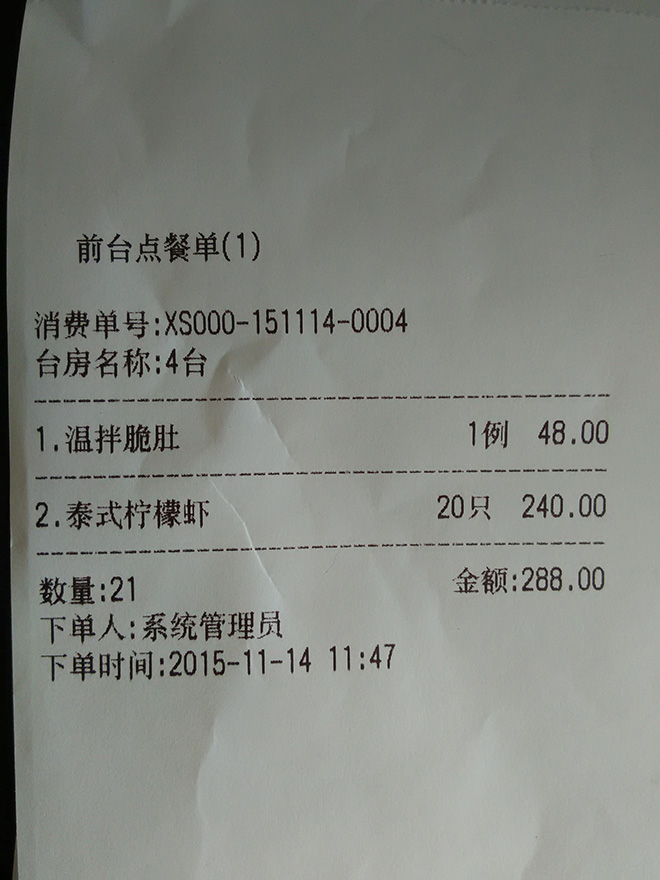 前台点餐单(1)
消费单号:XS000-151114-0004
台房名称:4台
1.温拌脆肚 1例 48.00
2.泰式柠檬虾 20只 240.00
数量:21 金额:288.00
下单人:系统管理员
下单时间:2015-11-14 11:47